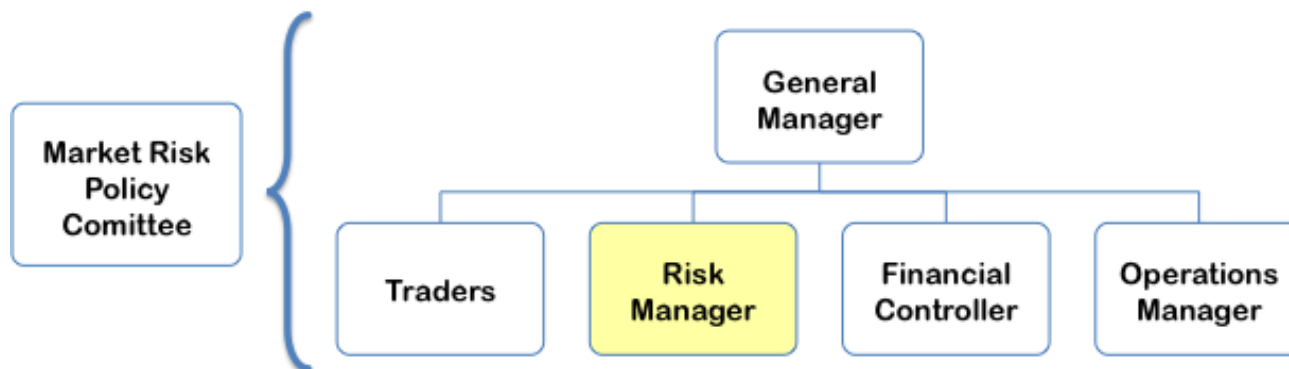 General
Manager
Market Risk
Policy
Comittee
Traders
Risk
Manager
Financial
Controller
Operations
Manager